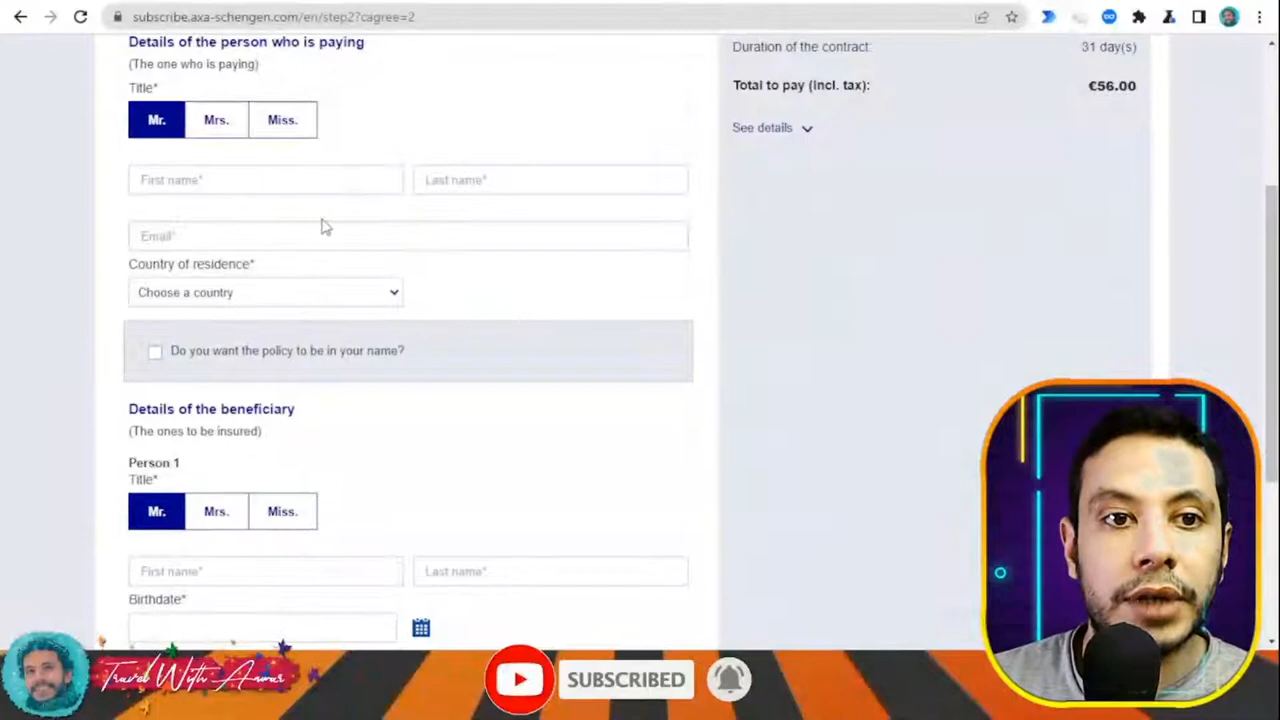 subscribe.axa-schengen.com/en/step2?cagree=2
Details of the person who is paying
(The one who is paying)
Title*
Mr. Mrs. Miss.
First name* Last name*
Email*
Country of residence*
Choose a country
Do you want the policy to be in your name?
Details of the beneficiary
(The ones to be insured)
Person 1
Title*
Mr. Mrs. Miss.
First name* Last name*
Birthdate*
Duration of the contract: 31 day(s)
Total to pay (incl. tax): €56.00
See details
Travel With Anwar
SUBSCRIBED